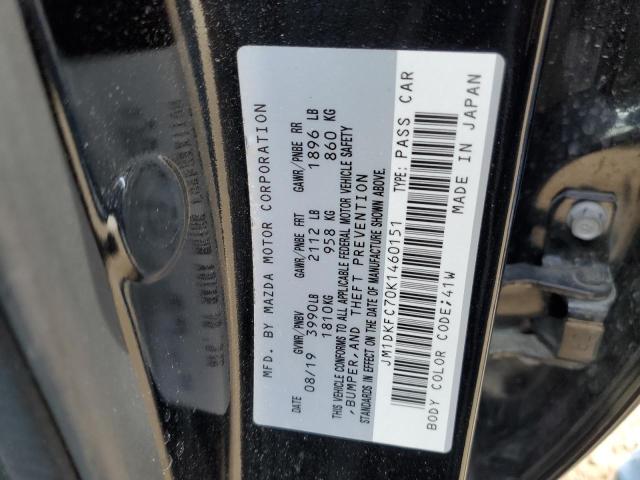 MFD. BY MAZDA MOTOR CORPORATION
DATE GVWR/PNBV GAWR/PNBE FRT GAWR/PNBE RR
08/19 3990LB 2112 LB 1896 LB
1810KG 958 KG 860 KG
THIS VEHICLE CONFORMS TO ALL APPLICABLE FEDERAL MOTOR VEHICLE SAFETY
, BUMPER, AND THEFT PREVENTION
STANDARDS IN EFFECT ON THE DATE OF MANUFACTURE SHOWN ABOVE.
JM1DKFC70K1460151 TYPE: PASS CAR
BODY COLOR CODE:41W MADE IN JAPAN